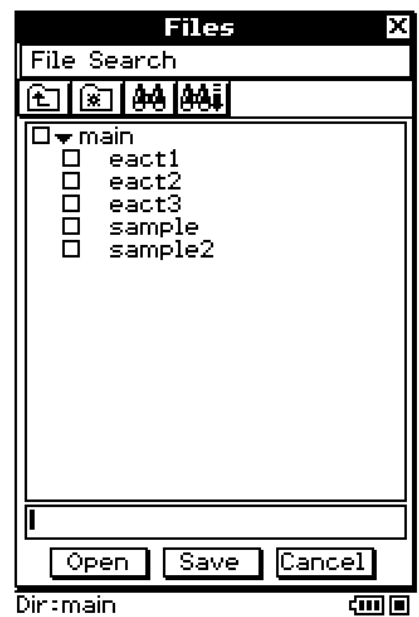 Files
File Search
main
eact1
eact2
eact3
sample
sample2
Open Save Cancel
Dir:main